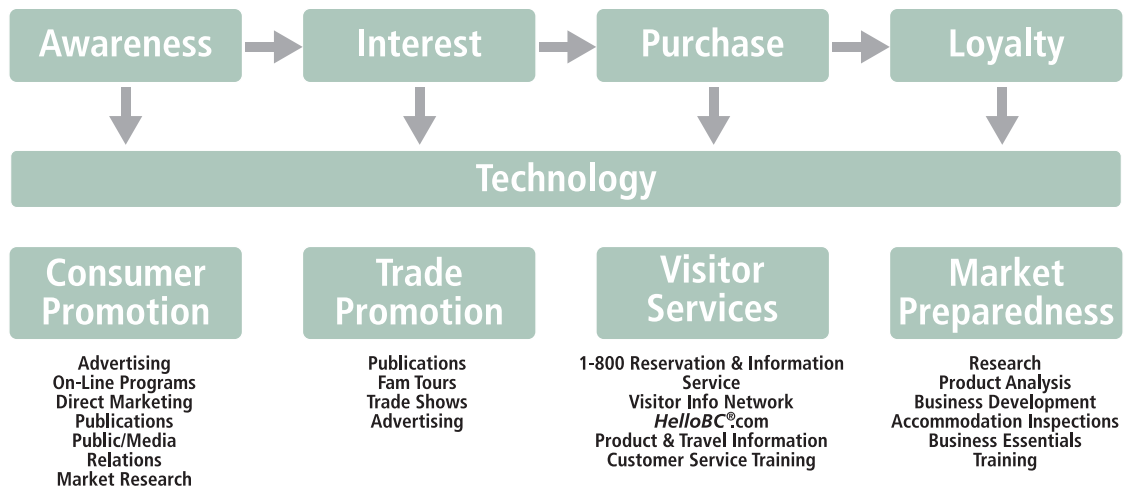 Awareness
Interest
Purchase
Loyalty
Technology
Consumer
Promotion
Advertising
On-Line Programs
Direct Marketing
Publications
Public/Media
Relations
Market Research
Trade
Promotion
Publications
Fam Tours
Trade Shows
Advertising
Visitor
Services
1-800 Reservation & Information
Service
Visitor Info Network
HelloBC®.com
Product & Travel Information
Customer Service Training
Market
Preparedness
Research
Product Analysis
Business Development
Accommodation Inspections
Business Essentials
Training